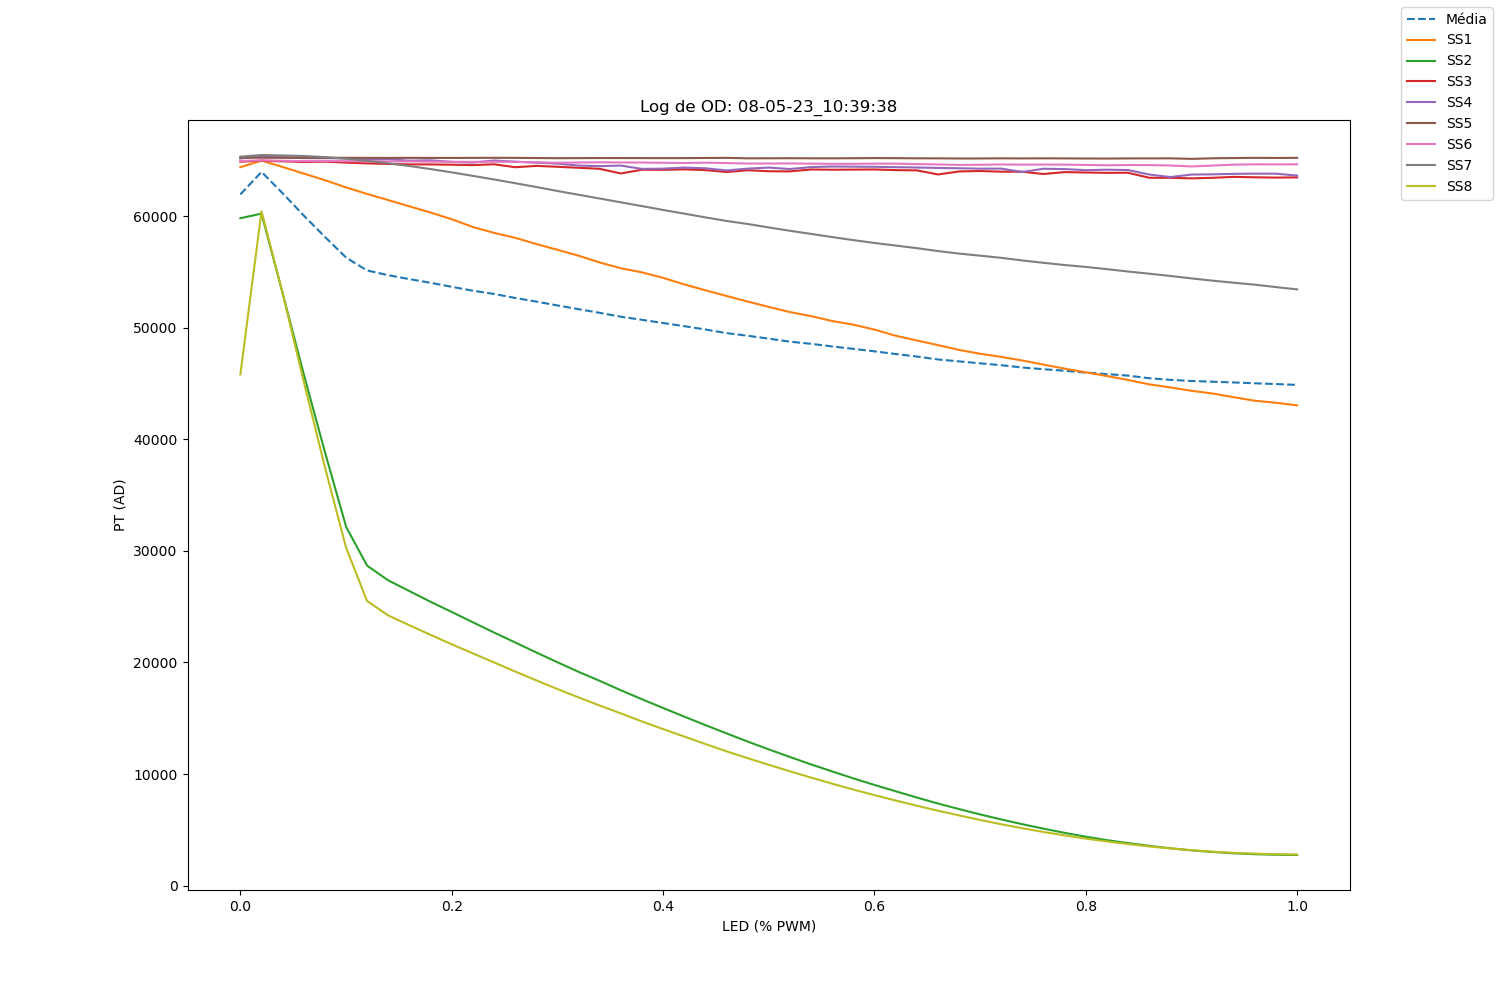 Média
SS1
SS2
SS3
SS4
SS5
SS6
SS7
SS8
Log de OD: 08-05-23_10:39:38
60000
50000
40000
30000
20000
10000
0
PT (AD)
0.0 0.2 0.4 0.6 0.8 1.0
LED (% PWM)